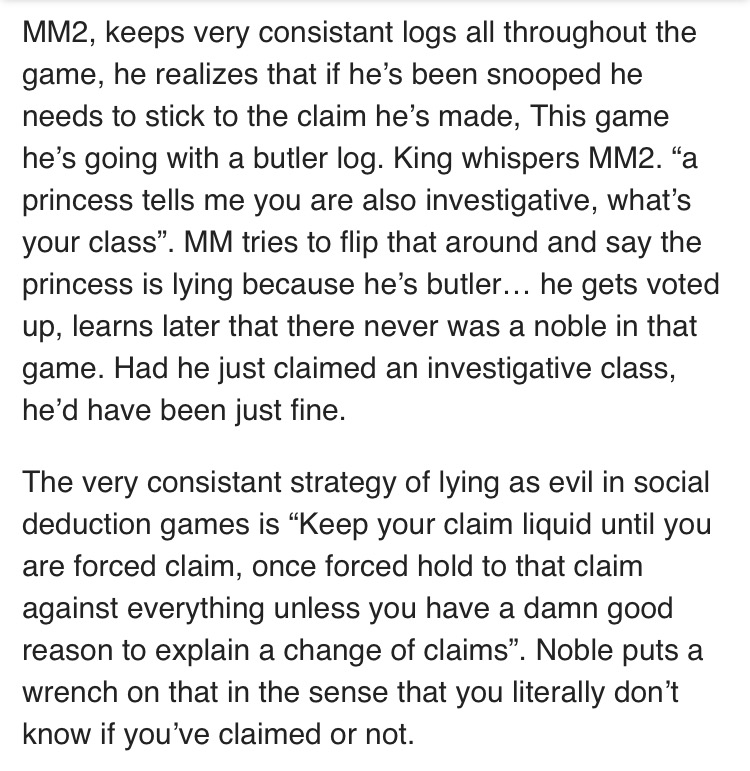 MM2, keeps very consistant logs all throughout the
game, he realizes that if he’s been snooped he
needs to stick to the claim he’s made, This game
he’s going with a butler log. King whispers MM2. “a
princess tells me you are also investigative, what’s
your class”. MM tries to flip that around and say the
princess is lying because he’s butler… he gets voted
up, learns later that there never was a noble in that
game. Had he just claimed an investigative class,
he’d have been just fine.
The very consistant strategy of lying as evil in social
deduction games is “Keep your claim liquid until you
are forced claim, once forced hold to that claim
against everything unless you have a damn good
reason to explain a change of claims”. Noble puts a
wrench on that in the sense that you literally don’t
know if you’ve claimed or not.